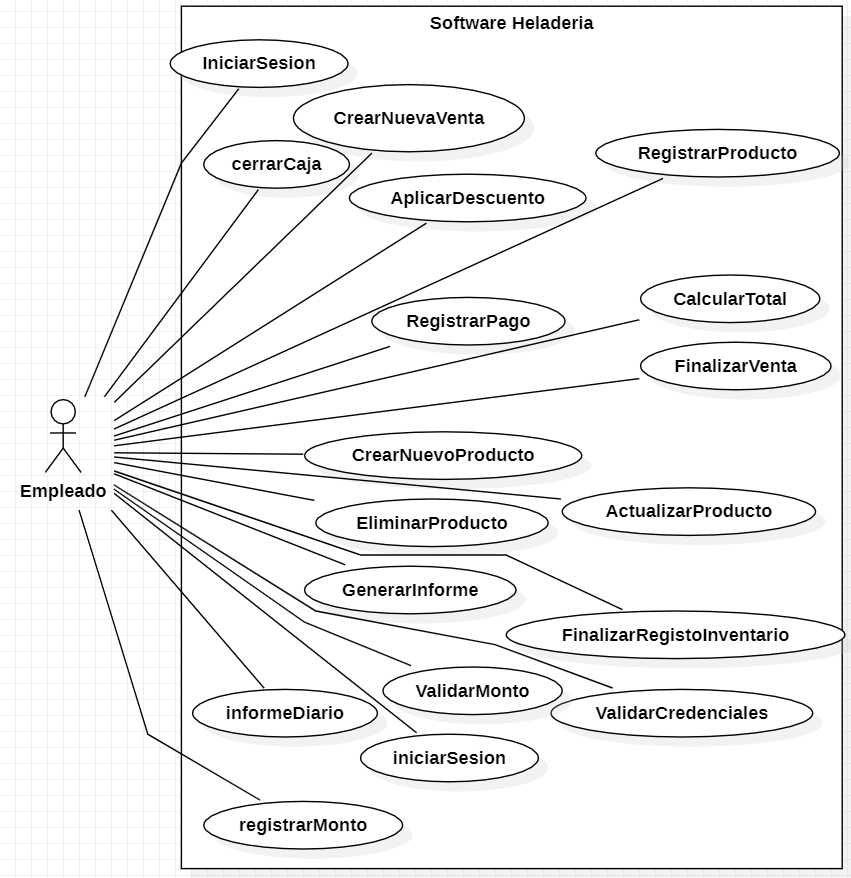 Software Heladeria
IniciarSesion
CrearNuevaVenta
cerrarCaja
RegistrarProducto
AplicarDescuento
CalcularTotal
RegistrarPago
FinalizarVenta
CrearNuevoProducto
Empleado
ActualizarProducto
EliminarProducto
GenerarInforme
FinalizarRegistoInventario
ValidarMonto
informeDiario
ValidarCredenciales
iniciarSesion
registrarMonto